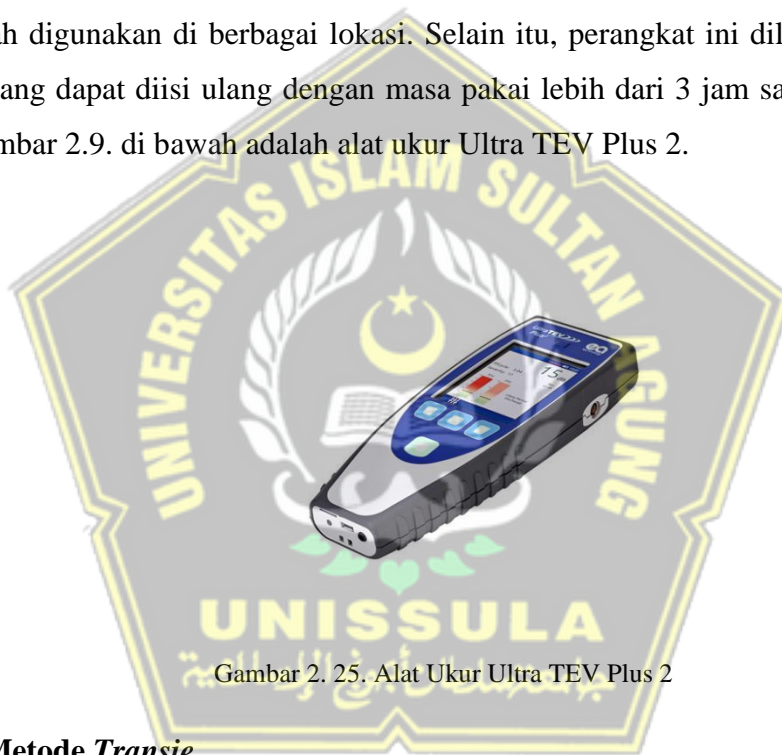 ah digunakan di berbagai lokasi. Selain itu, perangkat ini dil
ang dapat diisi ulang dengan masa pakai lebih dari 3 jam sa
mbar 2.9. di bawah adalah alat ukur Ultra TEV Plus 2.
UNIVERSITAS ISLAM SULTAN AGUNG
UNISSULA
Gambar 2. 25. Alat Ukur Ultra TEV Plus 2
Metode Transie